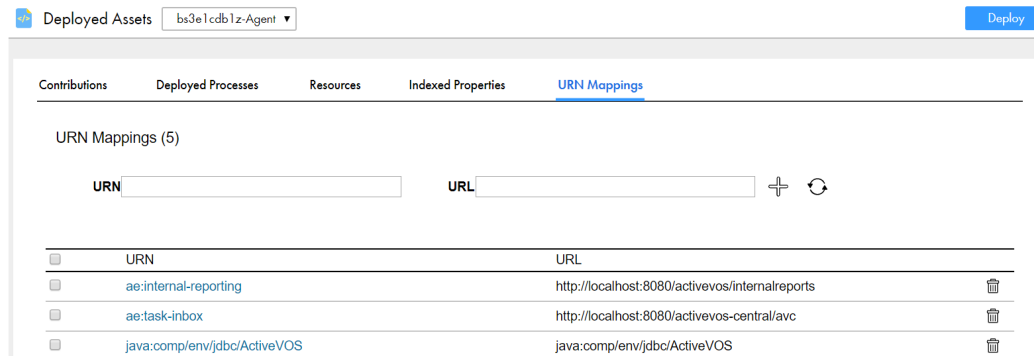 Deployed Assets bs3e1cdb1z-Agent Deploy
Contributions Deployed Processes Resources Indexed Properties URN Mappings
URN Mappings (5)
URN URL
URN URL
ae:internal-reporting http://localhost:8080/activevos/internalreports
ae:task-inbox http://localhost:8080/activevos-central/avc
java:comp/env/jdbc/ActiveVOS java:comp/env/jdbc/ActiveVOS